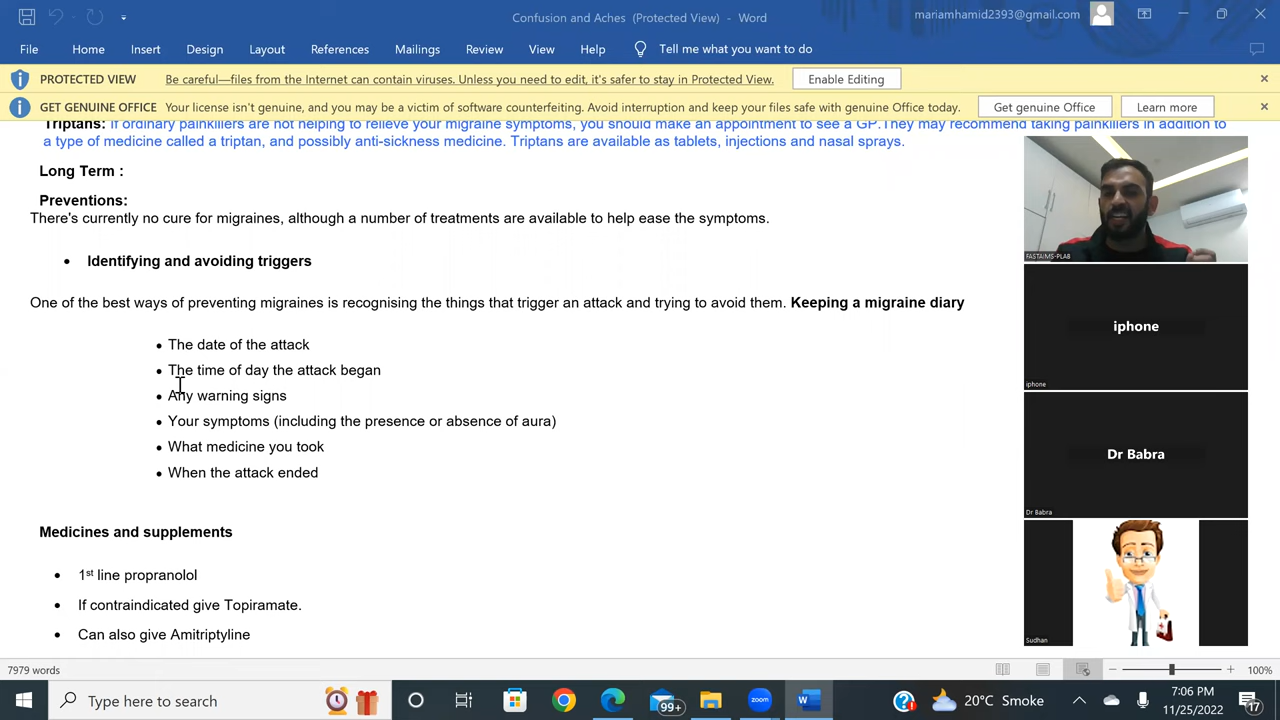 Confusion and Aches (Protected View) - Word
mariamhamid2393@gmail.com
File Home Insert Design Layout References Mailings Review View Help Tell me what you want to do
PROTECTED VIEW Be careful—files from the Internet can contain viruses. Unless you need to edit, it's safer to stay in Protected View. Enable Editing
GET GENUINE OFFICE Your license isn't genuine, and you may be a victim of software counterfeiting. Avoid interruption and keep your files safe with genuine Office today. Get genuine Office Learn more
Triptans: If ordinary painkillers are not helping to relieve your migraine symptoms, you should make an appointment to see a GP.They may recommend taking painkillers in addition to
a type of medicine called a triptan, and possibly anti-sickness medicine. Triptans are available as tablets, injections and nasal sprays.
Long Term :
Preventions:
There's currently no cure for migraines, although a number of treatments are available to help ease the symptoms.
• Identifying and avoiding triggers
One of the best ways of preventing migraines is recognising the things that trigger an attack and trying to avoid them. Keeping a migraine diary
• The date of the attack
• The time of day the attack began
• Any warning signs
• Your symptoms (including the presence or absence of aura)
• What medicine you took
• When the attack ended
Medicines and supplements
• 1st line propranolol
• If contraindicated give Topiramate.
• Can also give Amitriptyline
FASTAIMS-PLAB
iphone
iphone
Dr Babra
Dr Babra
Sudhan
7979 words
100%
Type here to search
99+
zoom
20°C Smoke
7:06 PM
11/25/2022
17